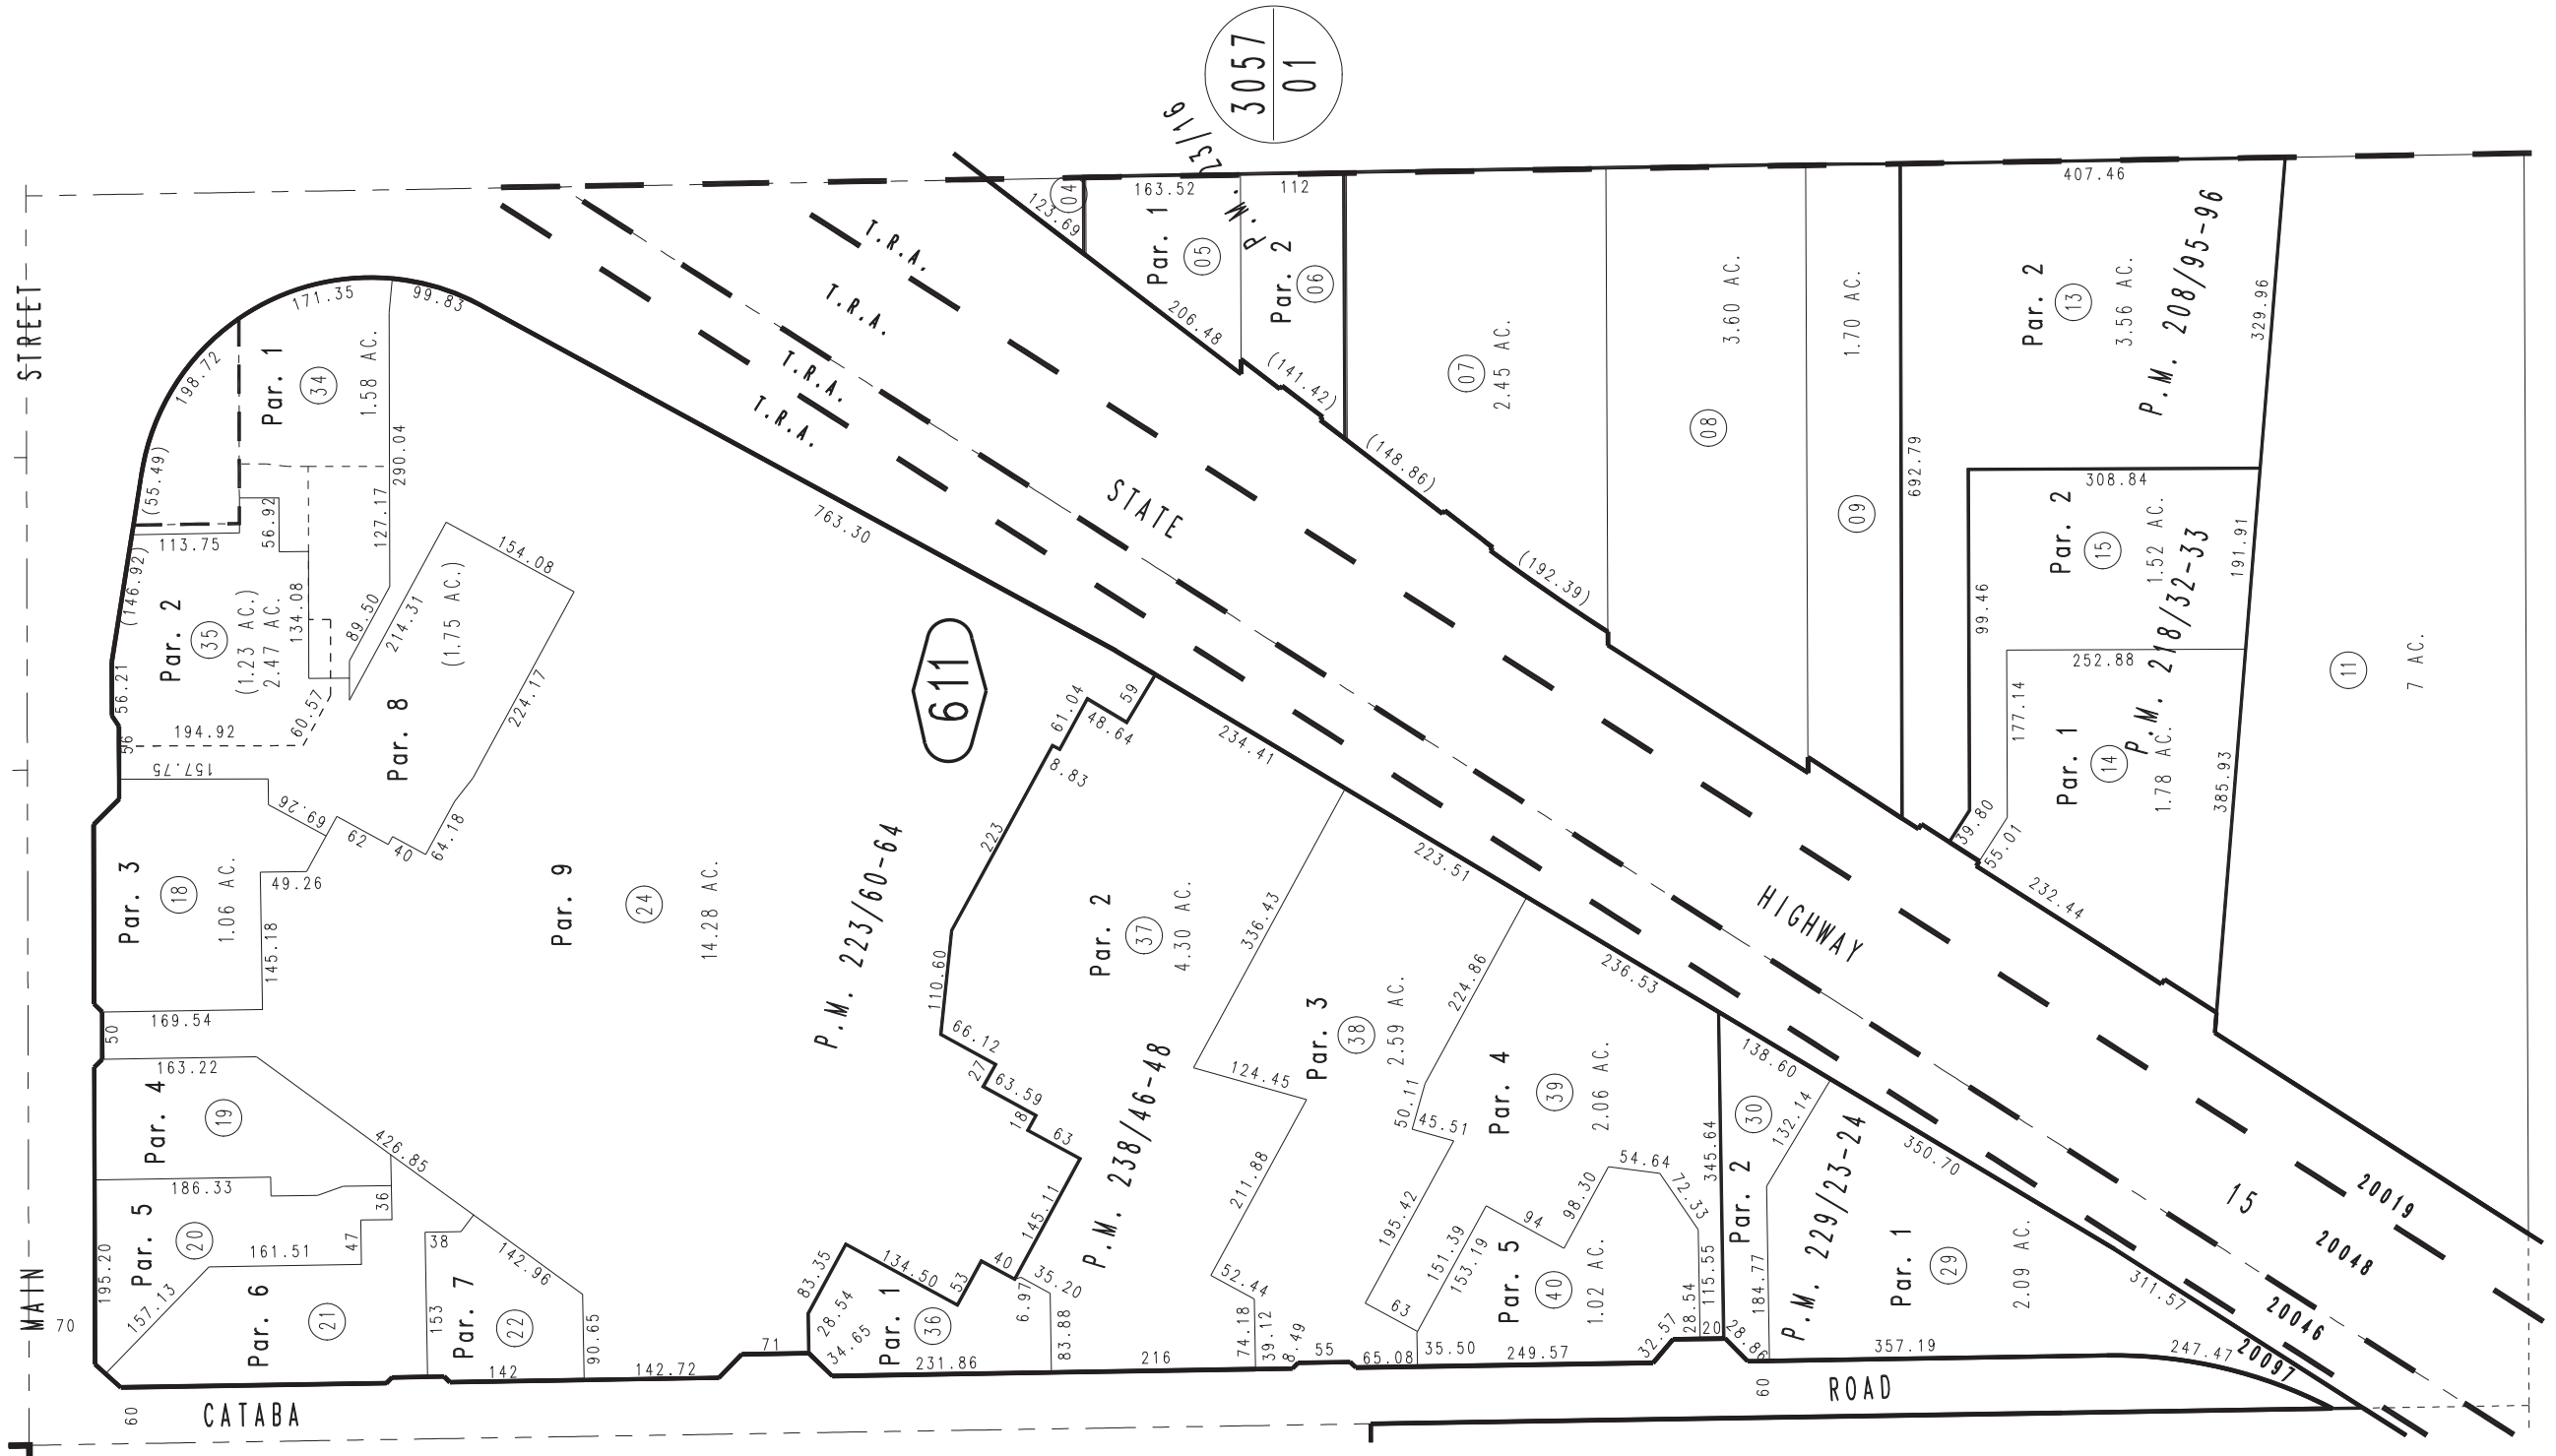 3057
01
STREET
MAIN
70
171.35
99.83
198.72
(55.49)
Par. 1
34
1.58 AC.
290.04
127.17
56.92
113.75
(146.92)
Par. 2
35
(1.23 AC.)
2.47 AC.
134.08
89.50
214.31
154.08
(1.75 AC.)
224.17
56.21
56
194.92
60.57
Par. 8
157.75
69.26
62
40
64.18
Par. 3
18
1.06 AC.
49.26
145.18
169.54
50
163.22
Par. 4
19
426.85
186.33
36
195.20
Par. 5
20
161.51
47
157.13
Par. 6
21
38
142.96
153
Par. 7
22
90.65
142
142.72
71
Par. 9
24
14.28 AC.
P.M. 223/60-64
611
763.30
T.R.A.
T.R.A.
T.R.A.
T.R.A.
STATE
HIGHWAY
15
20019
20048
20046
20097
04
123.69
163.52
Par. 1
05
P.M. 123/16
112
Par. 2
06
206.48
(141.42)
(148.86)
07
2.45 AC.
(192.39)
08
3.60 AC.
1.70 AC.
09
692.79
407.46
Par. 2
13
3.56 AC.
P.M. 208/95-96
329.96
308.84
Par. 2
15
1.52 AC.
191.91
99.46
252.88
P.M. 218/32-33
177.14
Par. 1
14
1.78 AC.
385.93
39.80
55.01
232.44
11
7 AC.
61.04
59
48.64
8.83
234.41
223
110.60
Par. 2
37
4.30 AC.
336.43
223.51
66.12
27
63.59
18
63
145.11
P.M. 238/46-48
124.45
Par. 3
38
2.59 AC.
224.86
236.53
50.11
45.51
211.88
195.42
Par. 4
39
2.06 AC.
54.64
72.33
98.30
94
151.39
153.19
Par. 5
40
1.02 AC.
63
345.64
115.55
28.54
20
32.57
28.86
138.60
30
132.14
Par. 2
184.77
P.M. 229/23-24
350.70
Par. 1
29
2.09 AC.
311.57
83.35
134.50
53
40
28.54
34.65
Par. 1
36
6.97
35.20
83.88
231.86
216
52.44
74.18
39.12
8.49
55
65.08
35.50
249.57
357.19
247.47
60
CATABA
60
ROAD